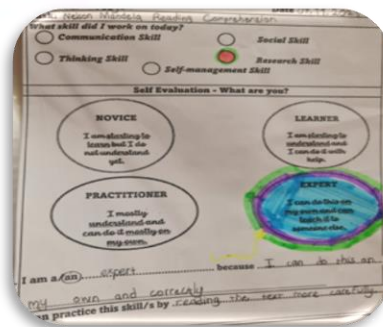 Nelson Mandela Reading Comprehension
What skill did I work on today?
Communication Skill
Social Skill
Thinking Skill
Research Skill
Self-management Skill
Self Evaluation - What are you?
NOVICE
I am starting to
learn but I do
not understand
yet.
LEARNER
I am starting to
understand and
I can do it with
help.
PRACTITIONER
I mostly
understand and
can do it mostly on
my own.
EXPERT
I can do this on
my own and can
teach it to
someone else.
I am a (an) expert because I can do this on
my own and correctly
n practice this skill/s by reading the text more carefully